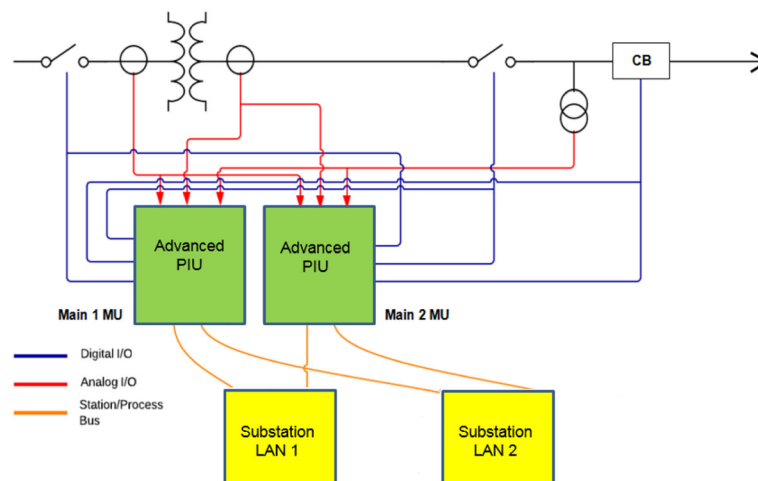 CB
Advanced
PIU
Advanced
PIU
Main 1 MU
Main 2 MU
Digital I/O
Analog I/O
Station/Process
Bus
Substation
LAN 1
Substation
LAN 2